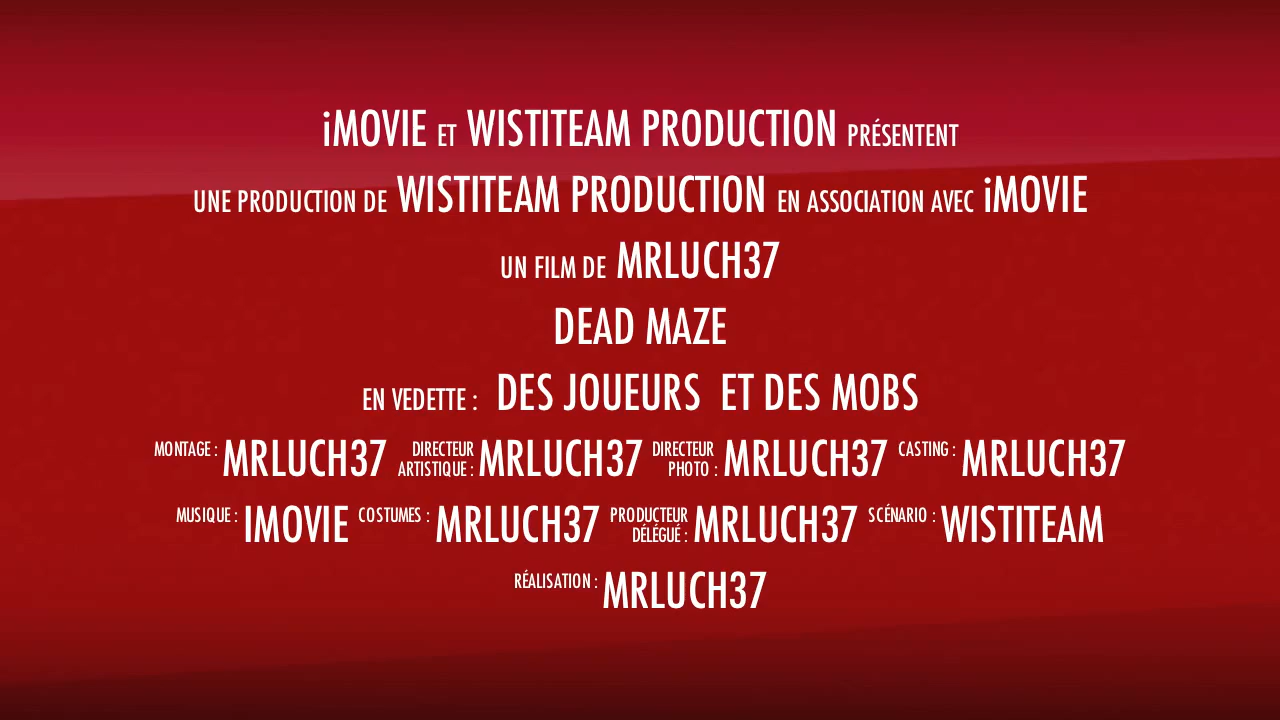 iMOVIE ET WISTITEAM PRODUCTION PRÉSENTENT
UNE PRODUCTION DE WISTITEAM PRODUCTION EN ASSOCIATION AVEC iMOVIE
UN FILM DE MRLUCH37
DEAD MAZE
EN VEDETTE : DES JOUEURS ET DES MOBS
MONTAGE : MRLUCH37 DIRECTEUR ARTISTIQUE : MRLUCH37 DIRECTEUR PHOTO : MRLUCH37 CASTING : MRLUCH37
MUSIQUE : IMOVIE COSTUMES : MRLUCH37 PRODUCTEUR DÉLÉGUÉ : MRLUCH37 SCÉNARIO : WISTITEAM
RÉALISATION : MRLUCH37